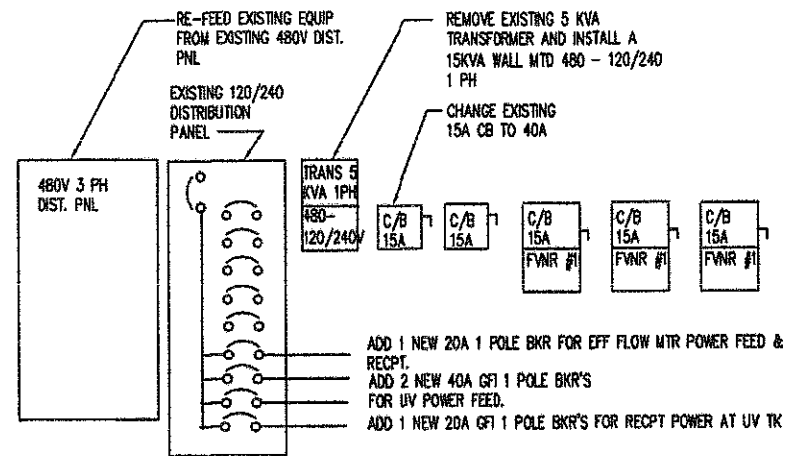 RE-FEED EXISTING EQUIP
FROM EXISTING 480V DIST.
PNL
REMOVE EXISTING 5 KVA
TRANSFORMER AND INSTALL A
15KVA WALL MTD 480 - 120/240
1 PH
EXISTING 120/240
DISTRIBUTION
PANEL
CHANGE EXISTING
15A CB TO 40A
480V 3 PH
DIST. PNL
TRANS 5
KVA 1PH
480-
120/240V
C/B
15A
C/B
15A
C/B
15A
FVNR #1
C/B
15A
FVNR #1
C/B
15A
FVNR #1
ADD 1 NEW 20A 1 POLE BKR FOR EFF FLOW MTR POWER FEED &
RECPT.
ADD 2 NEW 40A GFI 1 POLE BKR'S
FOR UV POWER FEED.
ADD 1 NEW 20A GFI 1 POLE BKR'S FOR RECPT POWER AT UV TK